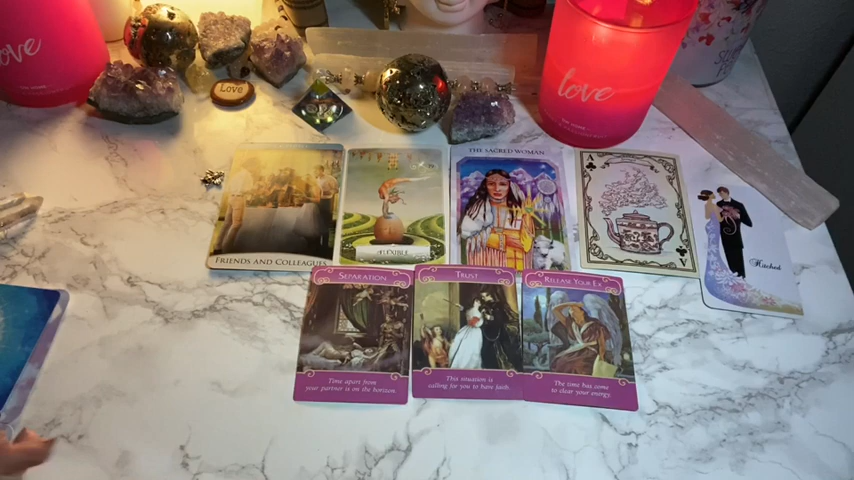 love
love
Love
FRIENDS AND COLLEAGUES
FLEXIBLE
THE SACRED WOMAN
A
Hitched
SEPARATION
Time apart from
your partner is on the horizon.
TRUST
This situation is
calling for you to have faith.
RELEASE YOUR EX
The time has come
to clear your energy.